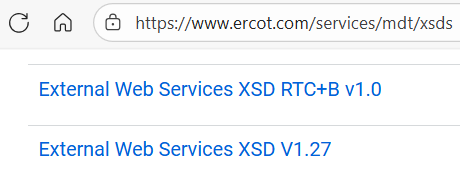 https://www.ercot.com/services/mdt/xsds
External Web Services XSD RTC+B v1.0
External Web Services XSD V1.27